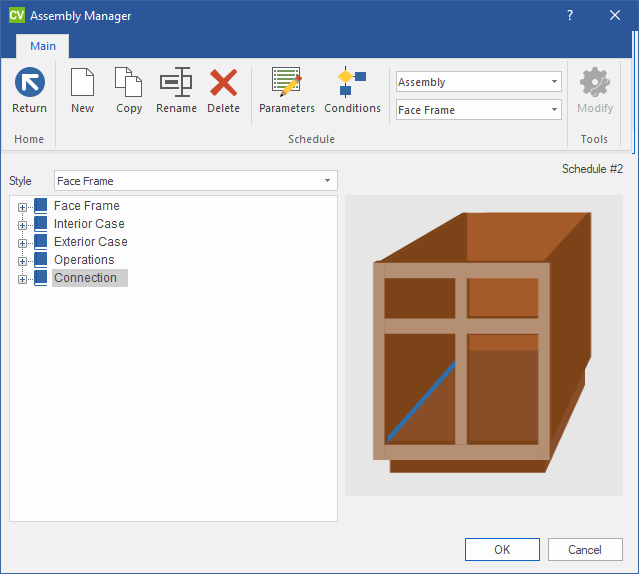 CV Assembly Manager ?
Main
Return New Copy Rename Delete Parameters Conditions Assembly Face Frame Modify
Home Schedule Tools
Schedule #2
Style Face Frame
Face Frame
Interior Case
Exterior Case
Operations
Connection
OK Cancel